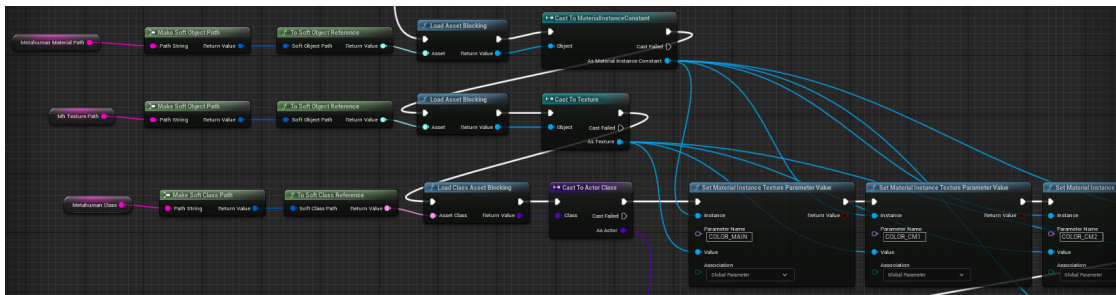 Cast To MaterialInstanceConstant
Make Soft Object Path
To Soft Object Reference
Load Asset Blocking
Metahuman Material Path
Path String Return Value
Soft Object Path Return Value
Asset Return Value
Object
Cast Failed
As Material Instance Constant
Make Soft Object Path
To Soft Object Reference
Load Asset Blocking
Cast To Texture
Mh Texture Path
Path String Return Value
Soft Object Path Return Value
Asset Return Value
Object Cast Failed
As Texture
Make Soft Class Path
To Soft Class Reference
Load Class Asset Blocking
Cast To Actor Class
Set Material Instance Texture Parameter Value
Set Material Instance Texture Parameter Value
Set Material Instance
Metahuman Class
Path String Return Value
Soft Class Path Return Value
Asset Class Return Value
Class Cast Failed
As Actor
Instance Return Value
Instance Return Value
Instance
Parameter Name
COLOR_MAIN
Parameter Name
COLOR_CM1
Parameter Name
COLOR_CM2
Value
Value
Value
Association
Global Parameter
Association
Global Parameter
Association
Global Parameter